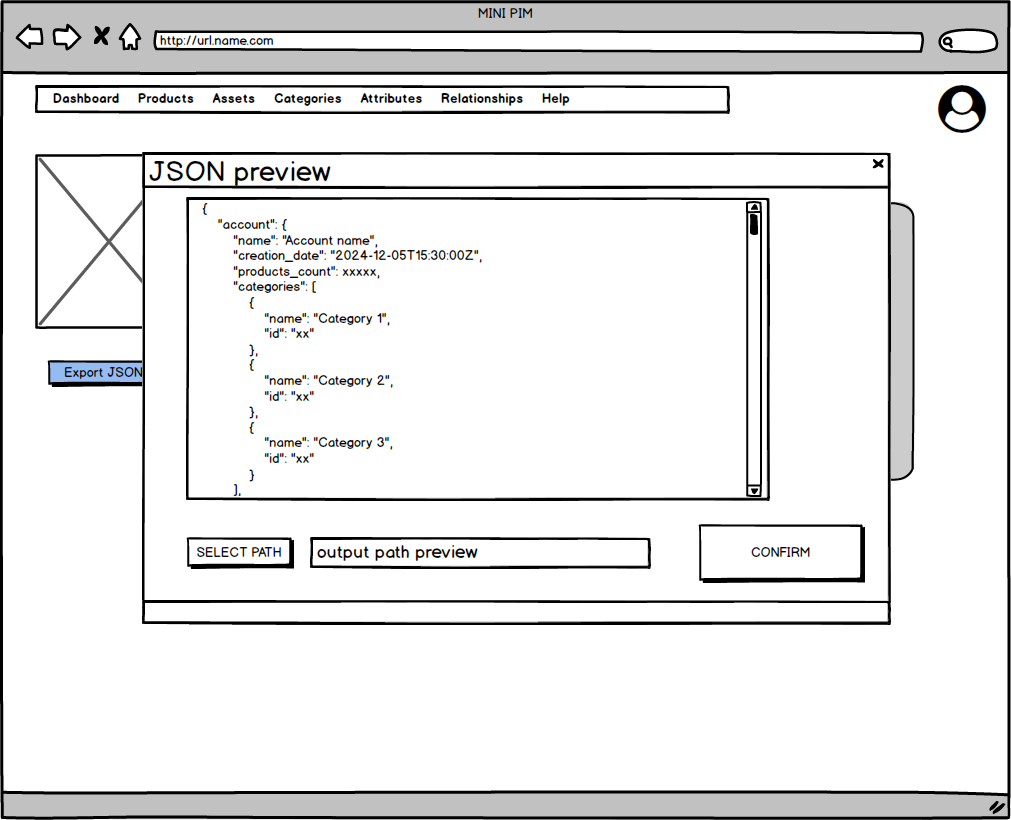 MINI PIM
http://url.name.com
Dashboard Products Assets Categories Attributes Relationships Help
JSON preview
{
"account": {
"name": "Account name",
"creation_date": "2024-12-05T15:30:00Z",
"products_count": xxxxx,
"categories": [
{
"name": "Category 1",
"id": "xx"
},
{
"name": "Category 2",
"id": "xx"
},
{
"name": "Category 3",
"id": "xx"
}
],
Export JSON
SELECT PATH
output path preview
CONFIRM